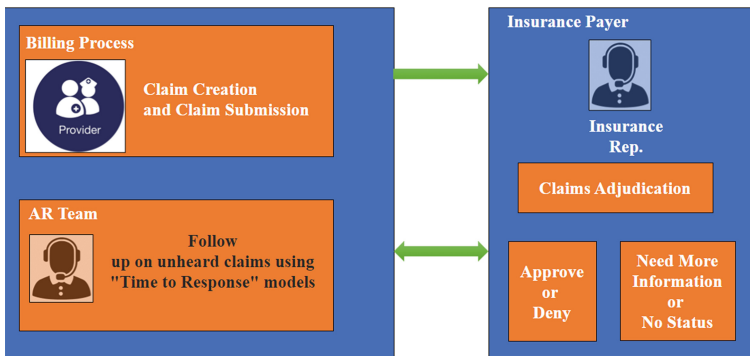 Billing Process
Provider
Claim Creation
and Claim Submission
AR Team
Follow
up on unheard claims using
"Time to Response" models
Insurance Payer
Insurance
Rep.
Claims Adjudication
Approve
or
Deny
Need More
Information
or
No Status